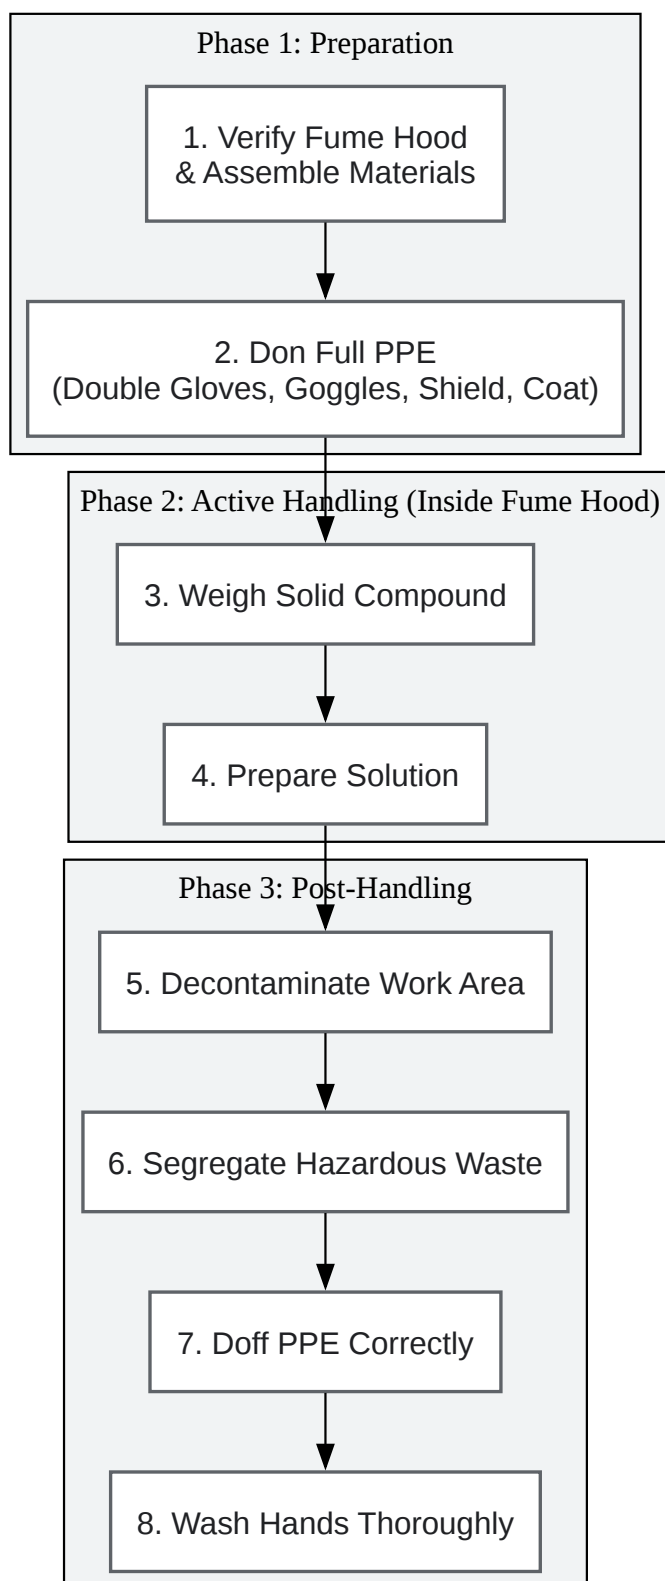 Phase 1: Preparation
1. Verify Fume Hood
& Assemble Materials
2. Don Full PPE
(Double Gloves, Goggles, Shield, Coat)
Phase 2: Active Handling (Inside Fume Hood)
3. Weigh Solid Compound
4. Prepare Solution
Phase 3: Post-Handling
5. Decontaminate Work Area
6. Segregate Hazardous Waste
7. Doff PPE Correctly
8. Wash Hands Thoroughly